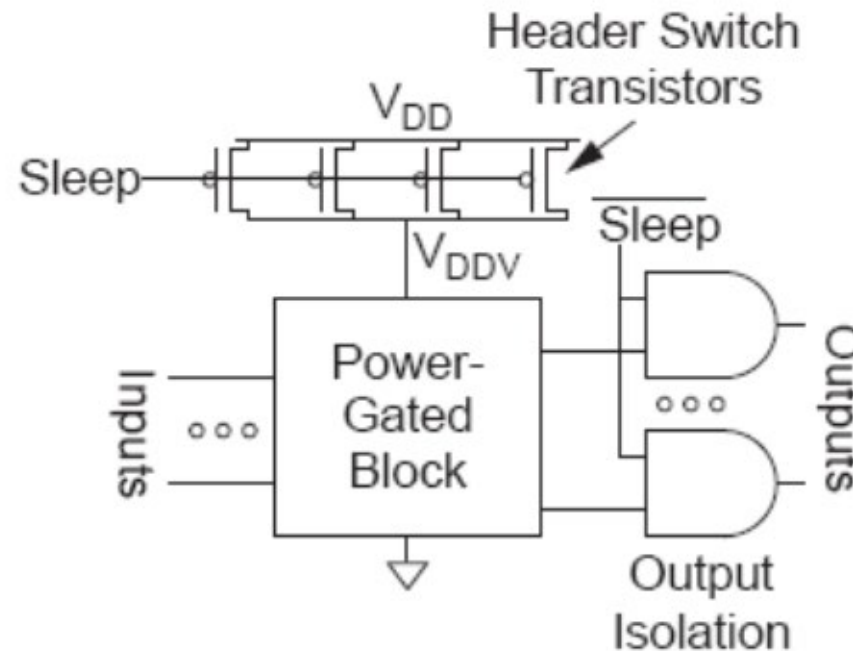 Header Switch
Transistors
VDD
Sleep
Sleep
VDDV
Power-
Gated
Block
Inputs
Outputs
Output
Isolation